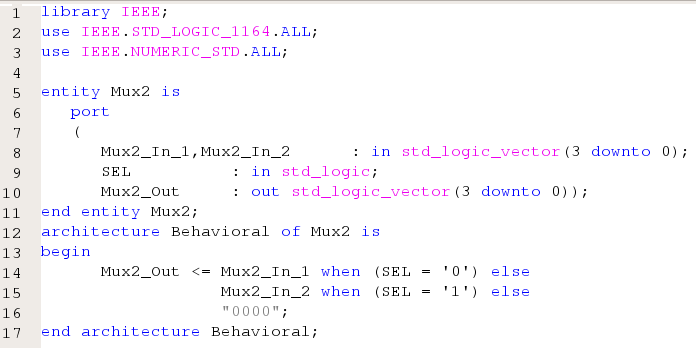 1 library IEEE;
2 use IEEE.STD_LOGIC_1164.ALL;
3 use IEEE.NUMERIC_STD.ALL;
4
5 entity Mux2 is
6    port
7    (
8       Mux2_In_1,Mux2_In_2      : in std_logic_vector(3 downto 0);
9       SEL          : in std_logic;
10       Mux2_Out     : out std_logic_vector(3 downto 0));
11 end entity Mux2;
12 architecture Behavioral of Mux2 is
13 begin
14       Mux2_Out <= Mux2_In_1 when (SEL = '0') else
15                   Mux2_In_2 when (SEL = '1') else
16                   "0000";
17 end architecture Behavioral;